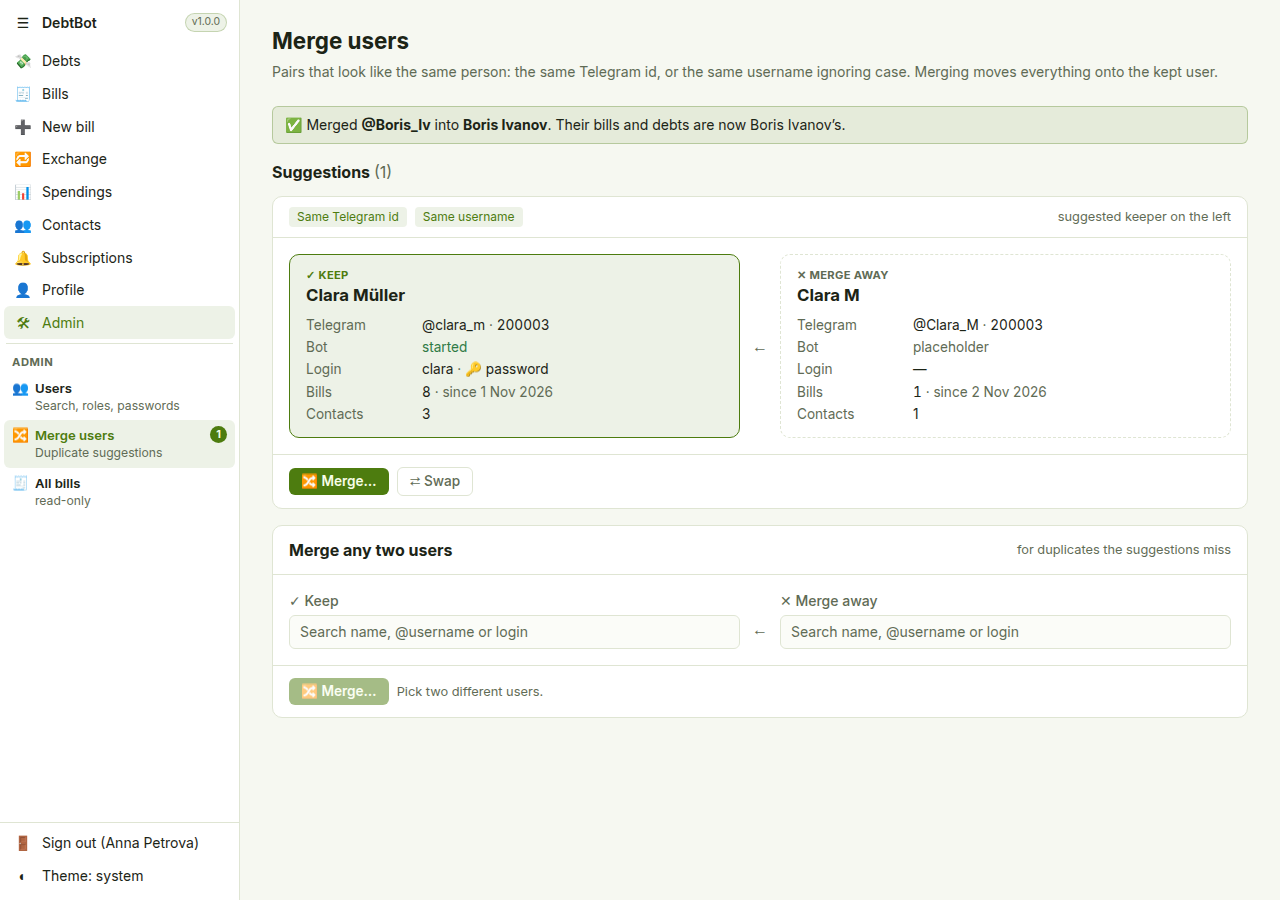 ☰ DebtBot v1.0.0
💸 Debts
🧾 Bills
➕ New bill
🔁 Exchange
📊 Spendings
👥 Contacts
🔔 Subscriptions
👤 Profile
🛠 Admin
ADMIN
👥 Users
Search, roles, passwords
🔀 Merge users 1
Duplicate suggestions
🧾 All bills
read-only
🚪 Sign out (Anna Petrova)
Theme: system
Merge users
Pairs that look like the same person: the same Telegram id, or the same username ignoring case. Merging moves everything onto the kept user.
✅ Merged @Boris_Iv into Boris Ivanov. Their bills and debts are now Boris Ivanov’s.
Suggestions (1)
Same Telegram id Same username suggested keeper on the left
✓ KEEP
Clara Müller
Telegram @clara_m · 200003
Bot started
Login clara · 🔑 password
Bills 8 · since 1 Nov 2026
Contacts 3
←
✕ MERGE AWAY
Clara M
Telegram @Clara_M · 200003
Bot placeholder
Login —
Bills 1 · since 2 Nov 2026
Contacts 1
🔀 Merge... ⇄ Swap
Merge any two users for duplicates the suggestions miss
✓ Keep
Search name, @username or login
←
✕ Merge away
Search name, @username or login
🔀 Merge... Pick two different users.